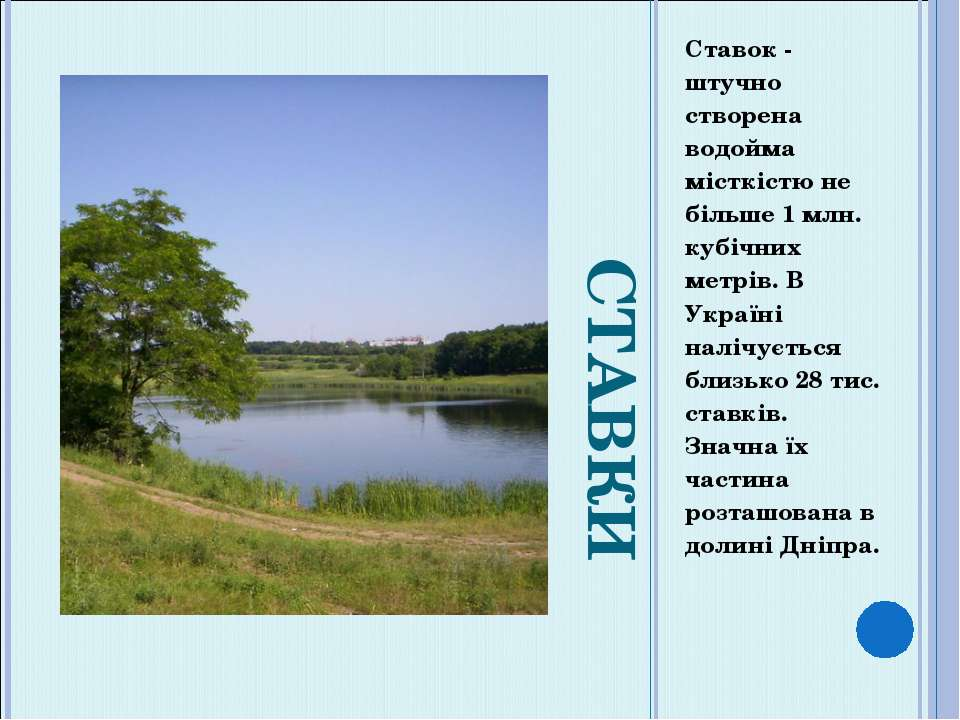 СТАВКИ
Ставок -
штучно
створена
водойма
місткістю не
більше 1 млн.
кубічних
метрів. В
Україні
налічується
близько 28 тис.
ставків.
Значна їх
частина
розташована в
долині Дніпра.